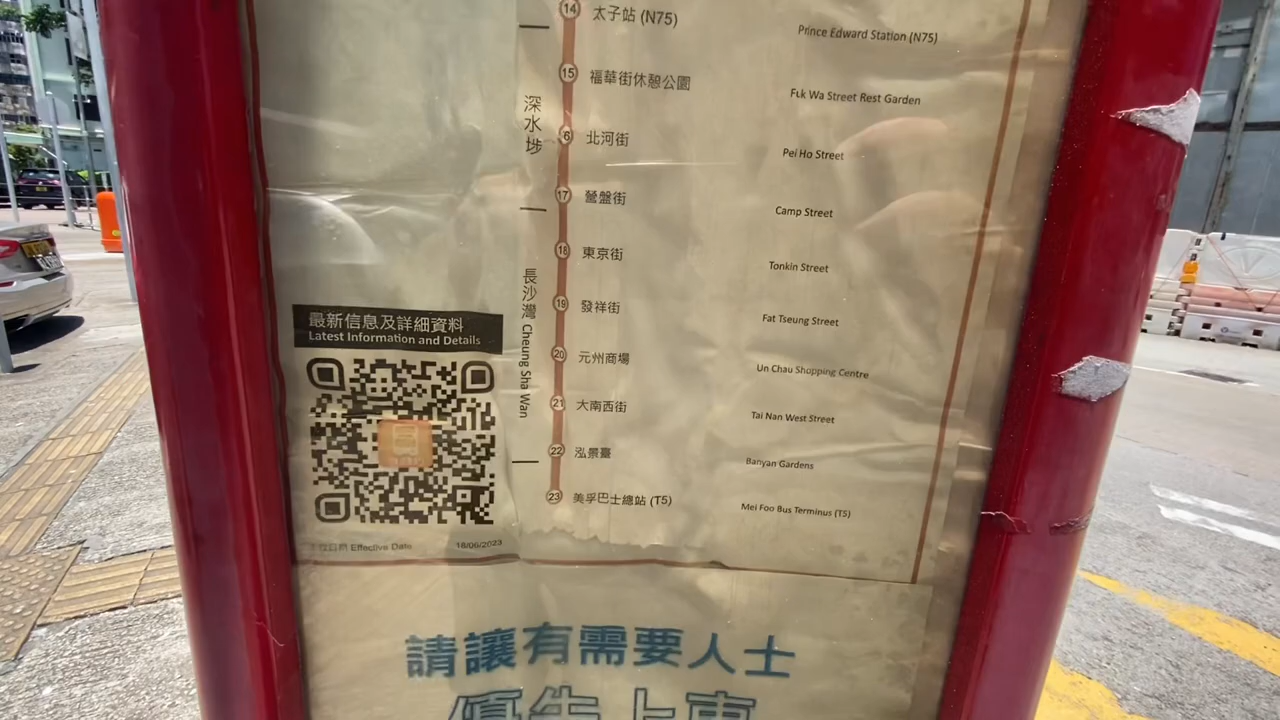 14 太子站 (N75) Prince Edward Station (N75)
15 福華街休憩公園 Fuk Wa Street Rest Garden
深水埗
6 北河街 Pei Ho Street
17 營盤街 Camp Street
18 東京街 Tonkin Street
長沙灣 Cheung Sha Wan
19 發祥街 Fat Tseung Street
20 元州商場 Un Chau Shopping Centre
21 大南西街 Tai Nan West Street
22 泓景臺 Banyan Gardens
23 美孚巴士總站 (T5) Mei Foo Bus Terminus (T5)
最新信息及詳細資料
Latest Information and Details
Effective Date 18/06/2023
請讓有需要人士
優先上車